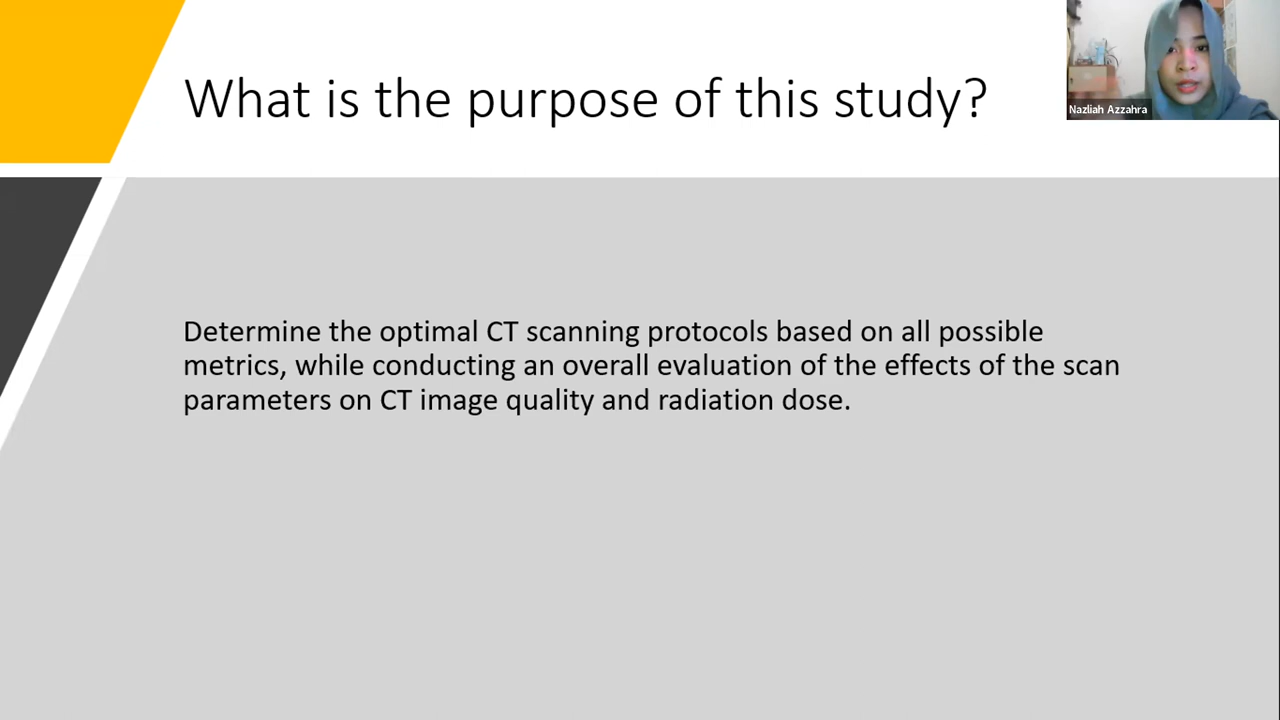 What is the purpose of this study?
Nazliah Azzahra
Determine the optimal CT scanning protocols based on all possible
metrics, while conducting an overall evaluation of the effects of the scan
parameters on CT image quality and radiation dose.